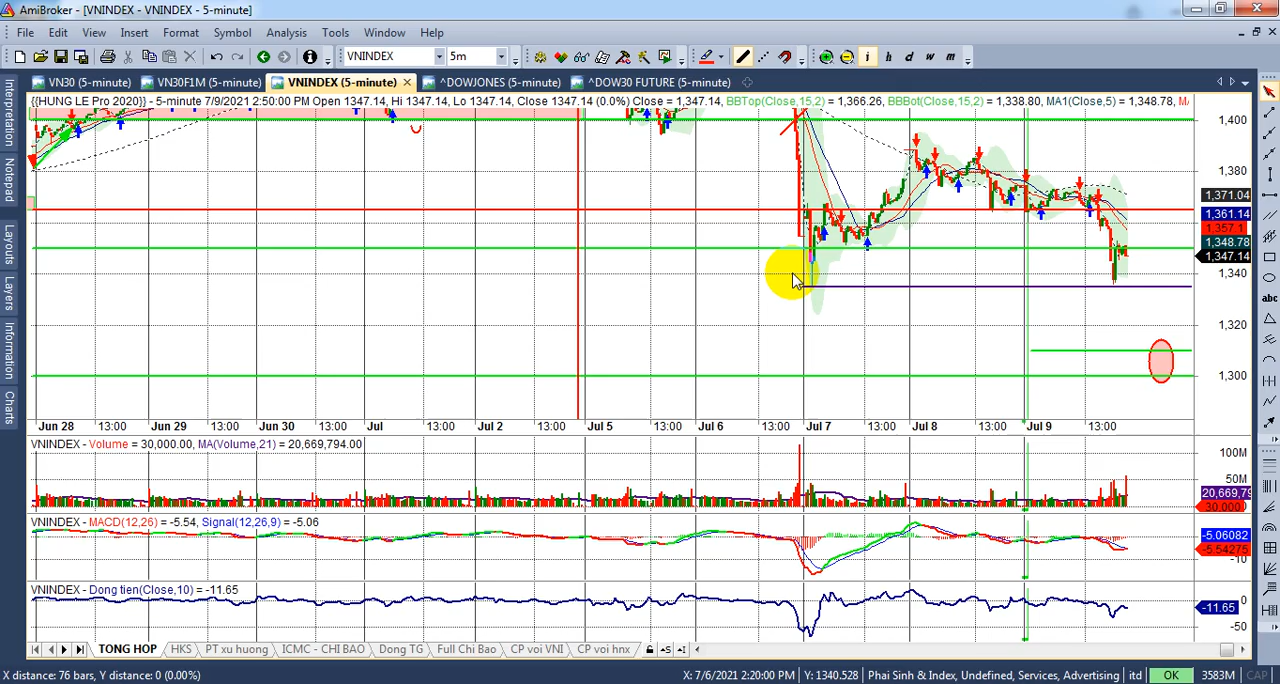 AmiBroker - [VNINDEX - VNINDEX - 5-minute]
File Edit View Insert Format Symbol Analysis Tools Window Help
VNINDEX 5m i h d w m
VN30 (5-minute) VN30F1M (5-minute) VNINDEX (5-minute) ^DOWJONES (5-minute) ^DOW30 FUTURE (5-minute)
{{HUNG LE Pro 2020}} - 5-minute 7/9/2021 2:50:00 PM Open 1347.14, Hi 1347.14, Lo 1347.14, Close 1347.14 (0.0%) Close = 1,347.14, BBTop(Close,15,2) = 1,366.26, BBBot(Close,15,2) = 1,338.80, MA1(Close,5) = 1,348.78,
Interpretation
Notepad
Layouts
Layers
Information
Charts
abc
1,400
1,380
1,371.04
1,361.14
1,357.1
1,348.78
1,347.14
1,340
1,320
1,300
Jun 28 13:00 Jun 29 13:00 Jun 30 13:00 Jul 13:00 Jul 2 13:00 Jul 5 13:00 Jul 6 13:00 Jul 7 13:00 Jul 8 13:00 Jul 9 13:00
VNINDEX - Volume = 30,000.00, MA(Volume,21) = 20,669,794.00
100M
50M
20,669,79
30,000
VNINDEX - MACD(12,26) = -5.54, Signal(12,26,9) = -5.06
-5.06082
-5.54275
-10
VNINDEX - Dong tien(Close,10) = -11.65
0
-11.65
-50
TONG HOP HKS PT xu huong ICMC - CHI BAO Dong TG Full Chi Bao CP voi VNI CP voi hnx
X distance: 76 bars, Y distance: 0 (0.00%) X: 7/6/2021 2:20:00 PM Y: 1340.528 Phai Sinh & Index, Undefined, Services, Advertising itd OK 3583M CAP